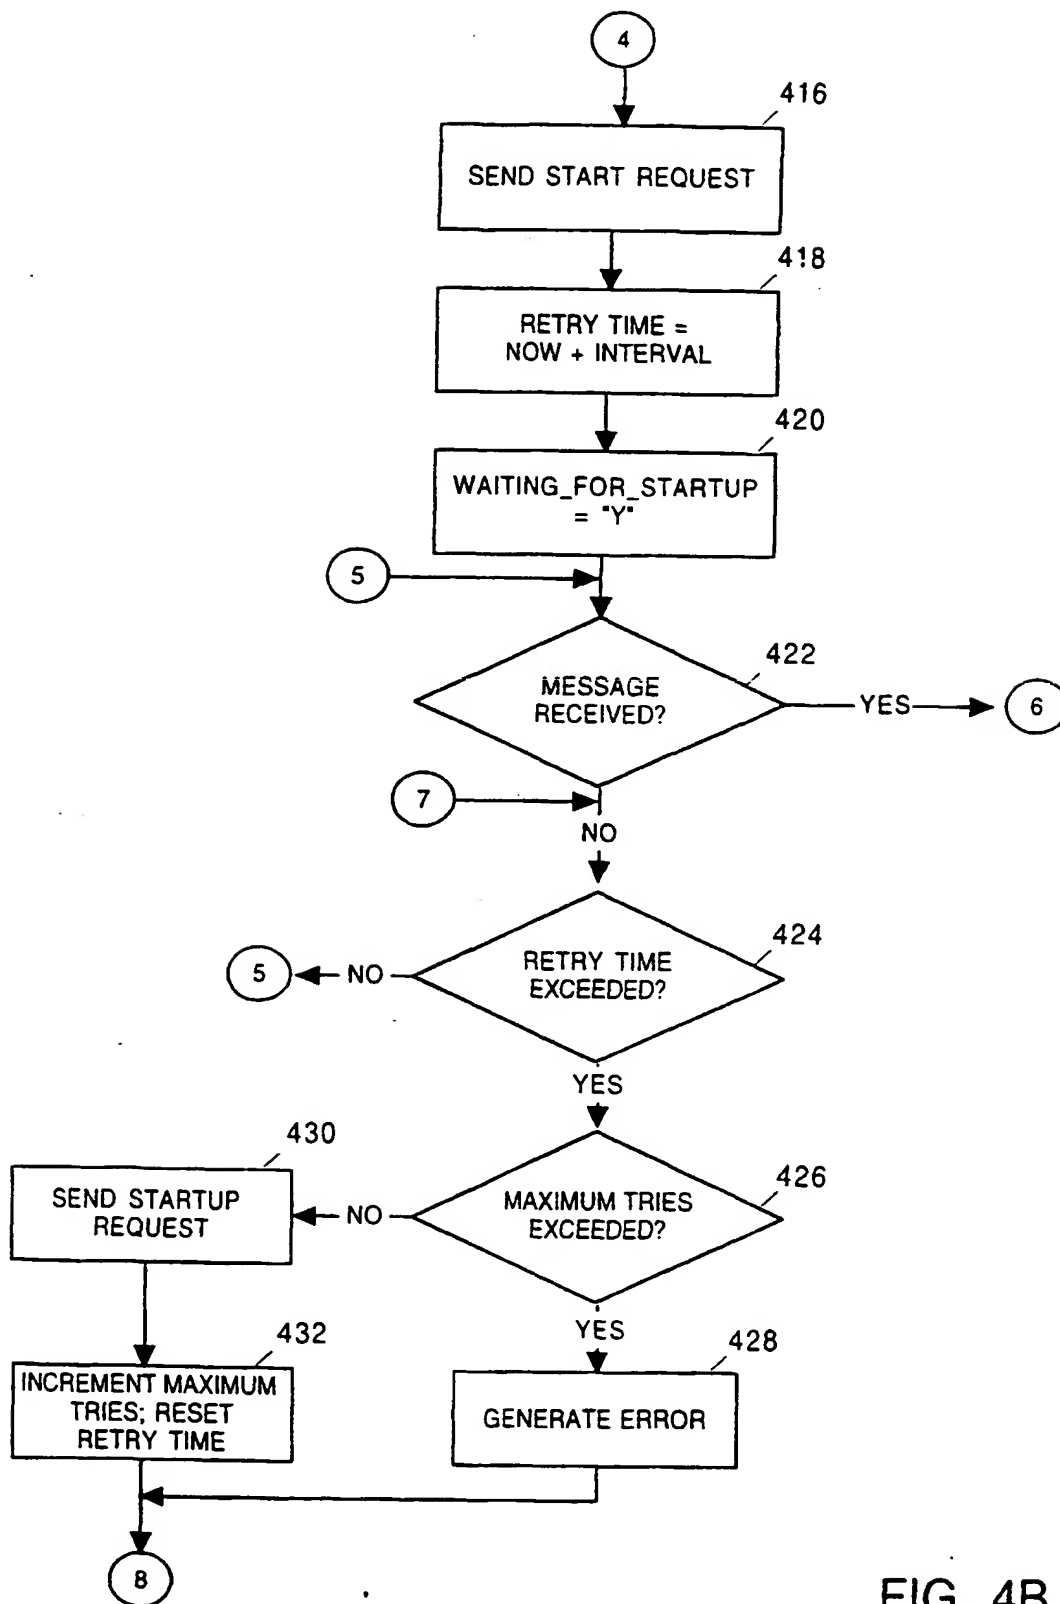 4
416
SEND START REQUEST
418
RETRY TIME =
NOW + INTERVAL
420
WAITING_FOR_STARTUP
= "Y"
5
422
MESSAGE
RECEIVED?
YES
6
7
NO
424
RETRY TIME
EXCEEDED?
NO
5
YES
426
MAXIMUM TRIES
EXCEEDED?
NO
430
SEND STARTUP
REQUEST
YES
432
INCREMENT MAXIMUM
TRIES; RESET
RETRY TIME
428
GENERATE ERROR
8
FIG. 4B